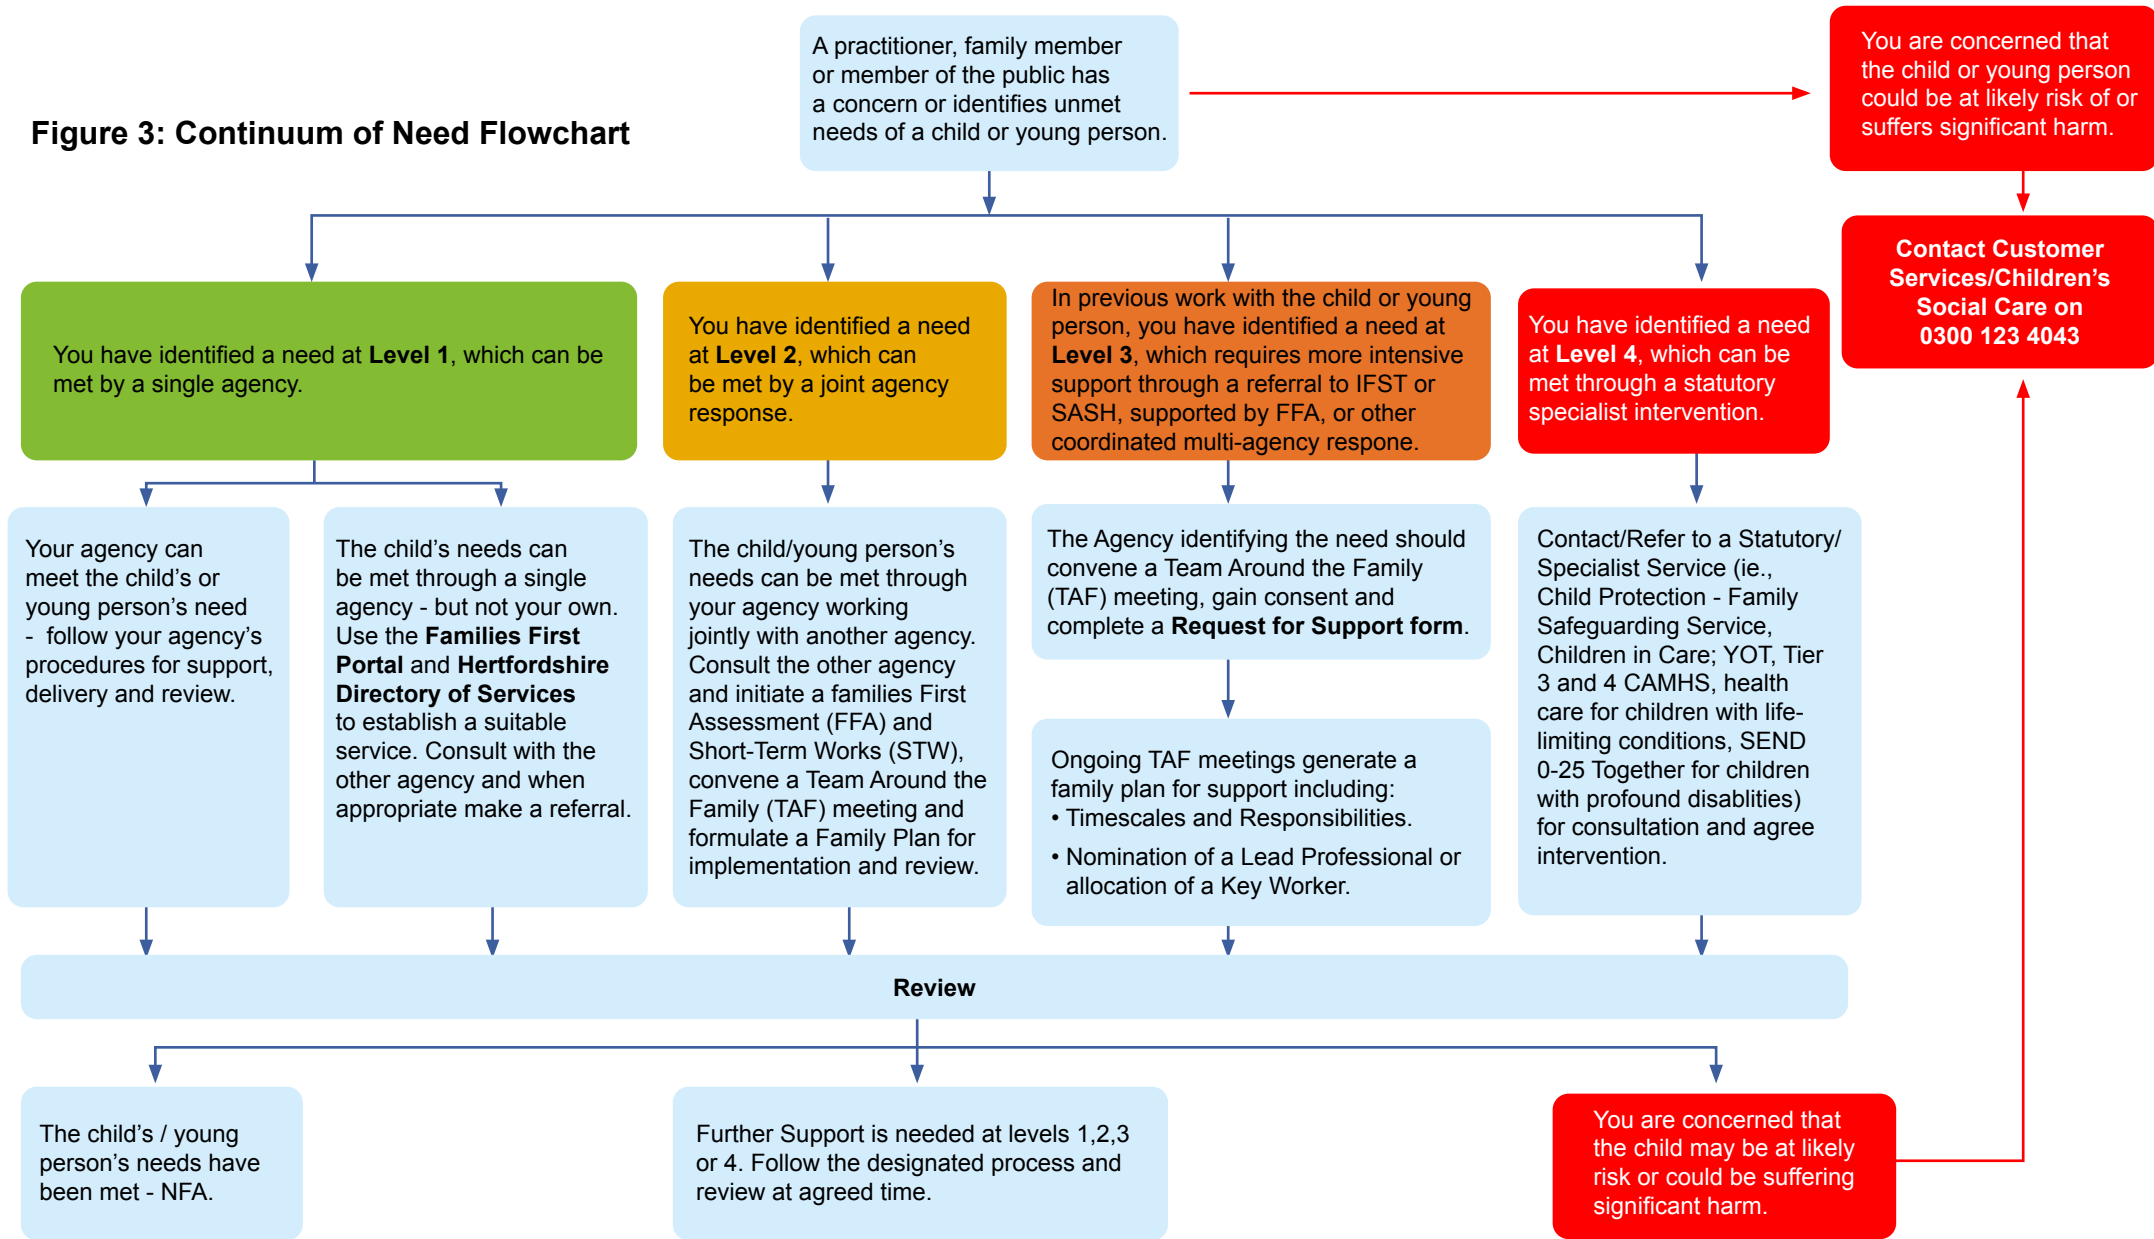 A practitioner, family member
or member of the public has
a concern or identifies unmet
needs of a child or young person.
You are concerned that
the child or young person
could be at likely risk of or
suffers significant harm.
Figure 3: Continuum of Need Flowchart
Contact Customer
Services/Children’s
Social Care on
0300 123 4043
You have identified a need at Level 1, which can be
met by a single agency.
You have identified a need
at Level 2, which can
be met by a joint agency
response.
In previous work with the child or young
person, you have identified a need at
Level 3, which requires more intensive
support through a referral to IFST or
SASH, supported by FFA, or other
coordinated multi-agency respone.
You have identified a need
at Level 4, which can be
met through a statutory
specialist intervention.
Your agency can
meet the child’s or
young person’s need
-  follow your agency’s
procedures for support,
delivery and review.
The child’s needs can
be met through a single
agency - but not your own.
Use the Families First
Portal and Hertfordshire
Directory of Services
to establish a suitable
service. Consult with the
other agency and when
appropriate make a referral.
The child/young person’s
needs can be met through
your agency working
jointly with another agency.
Consult the other agency
and initiate a families First
Assessment (FFA) and
Short-Term Works (STW),
convene a Team Around the
Family (TAF) meeting and
formulate a Family Plan for
implementation and review.
The Agency identifying the need should
convene a Team Around the Family
(TAF) meeting, gain consent and
complete a Request for Support form.
Ongoing TAF meetings generate a
family plan for support including:
• Timescales and Responsibilities.
• Nomination of a Lead Professional or
allocation of a Key Worker.
Contact/Refer to a Statutory/
Specialist Service (ie.,
Child Protection - Family
Safeguarding Service,
Children in Care; YOT, Tier
3 and 4 CAMHS, health
care for children with life-
limiting conditions, SEND
0-25 Together for children
with profound disablities)
for consultation and agree
intervention.
Review
The child’s / young
person’s needs have
been met - NFA.
Further Support is needed at levels 1,2,3
or 4. Follow the designated process and
review at agreed time.
You are concerned that
the child may be at likely
risk or could be suffering
significant harm.